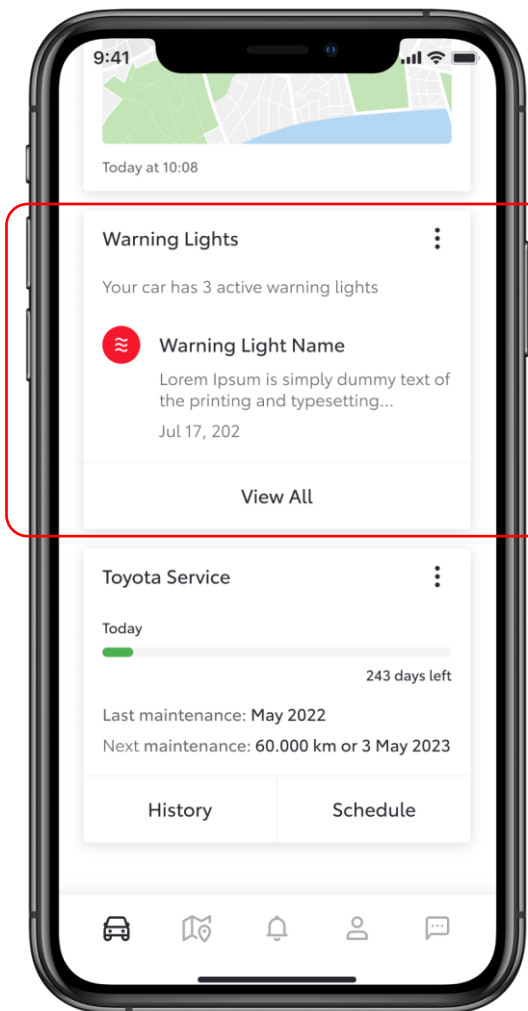 9:41
Today at 10:08
Warning Lights
Your car has 3 active warning lights
Warning Light Name
Lorem Ipsum is simply dummy text of
the printing and typesetting...
Jul 17, 202
View All
Toyota Service
Today
243 days left
Last maintenance: May 2022
Next maintenance: 60.000 km or 3 May 2023
History Schedule